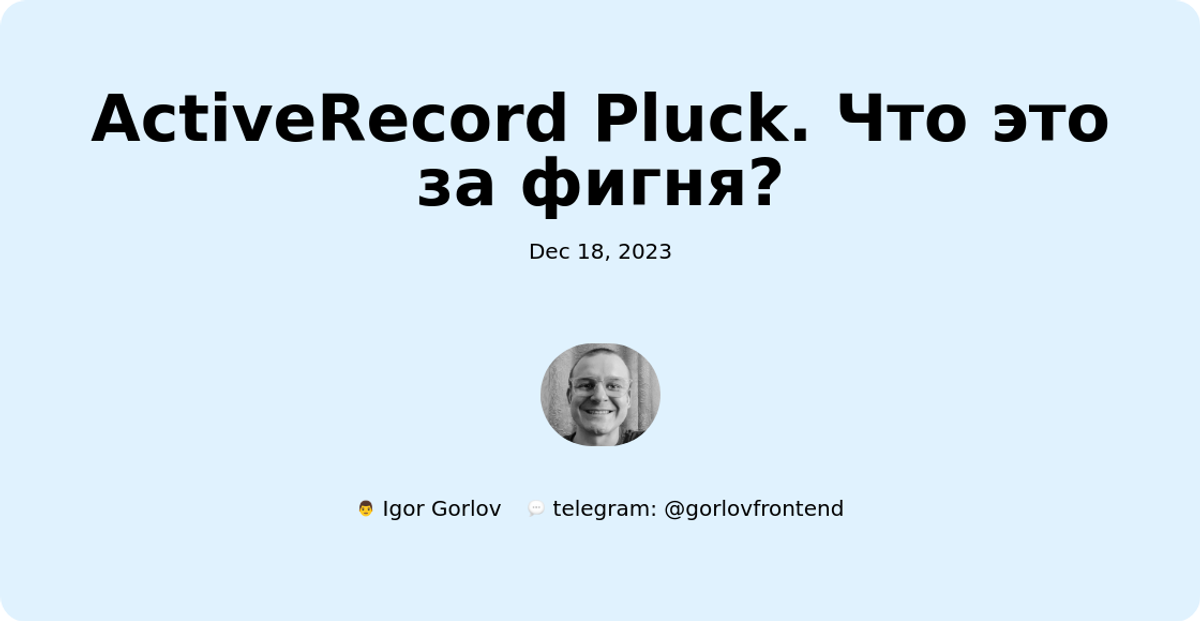 ActiveRecord Pluck. Что это
за фигня?
Dec 18, 2023
👨 Igor Gorlov 💬 telegram: @gorlovfrontend